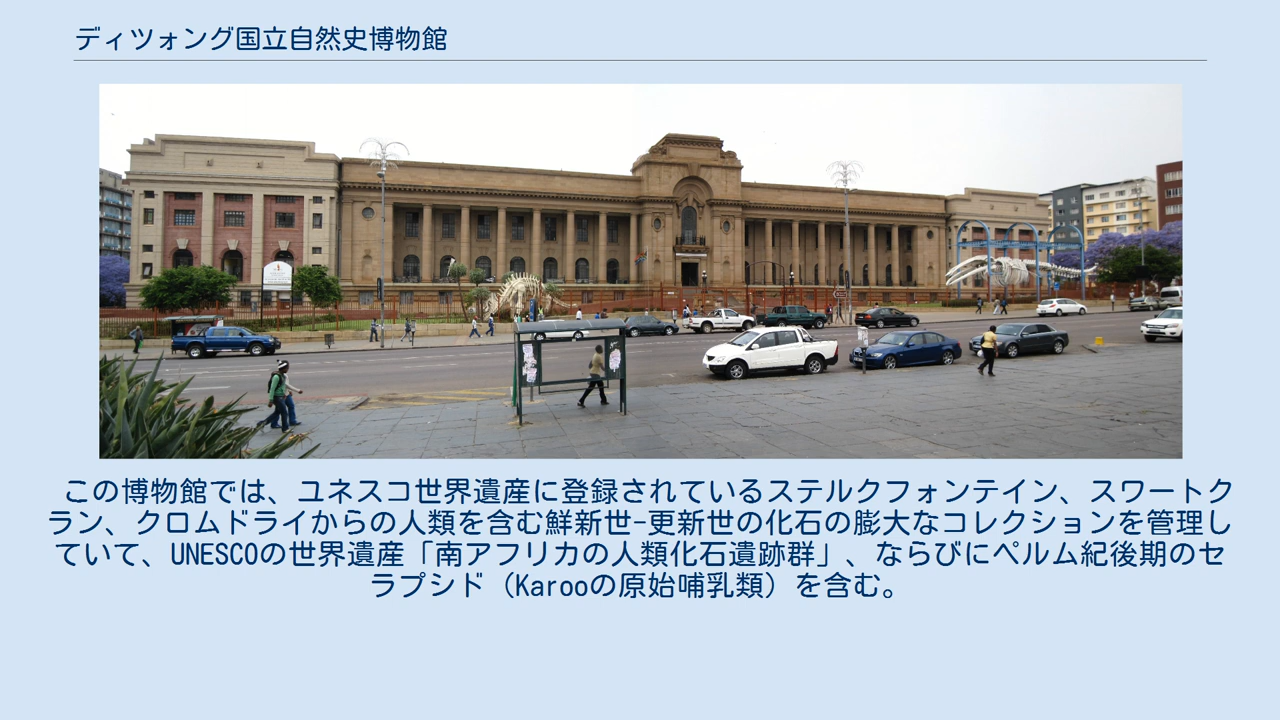 ディツォング国立自然史博物館
この博物館では、ユネスコ世界遺産に登録されているステルクフォンテイン、スワートク
ラン、クロムドライからの人類を含む鮮新世-更新世の化石の膨大なコレクションを管理し
ていて、UNESCOの世界遺産「南アフリカの人類化石遺跡群」、ならびにペルム紀後期のセ
ラプシド（Karooの原始哺乳類）を含む。